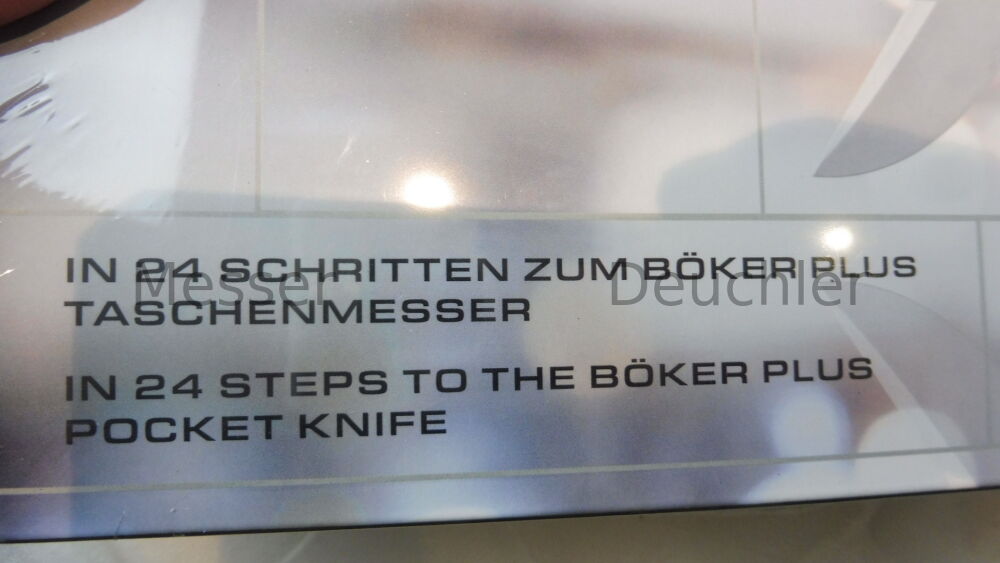 IN 24 SCHRITTEN ZUM BÖKER PLUS
TASCHENMESSER
Messer Deuchler
IN 24 STEPS TO THE BÖKER PLUS
POCKET KNIFE